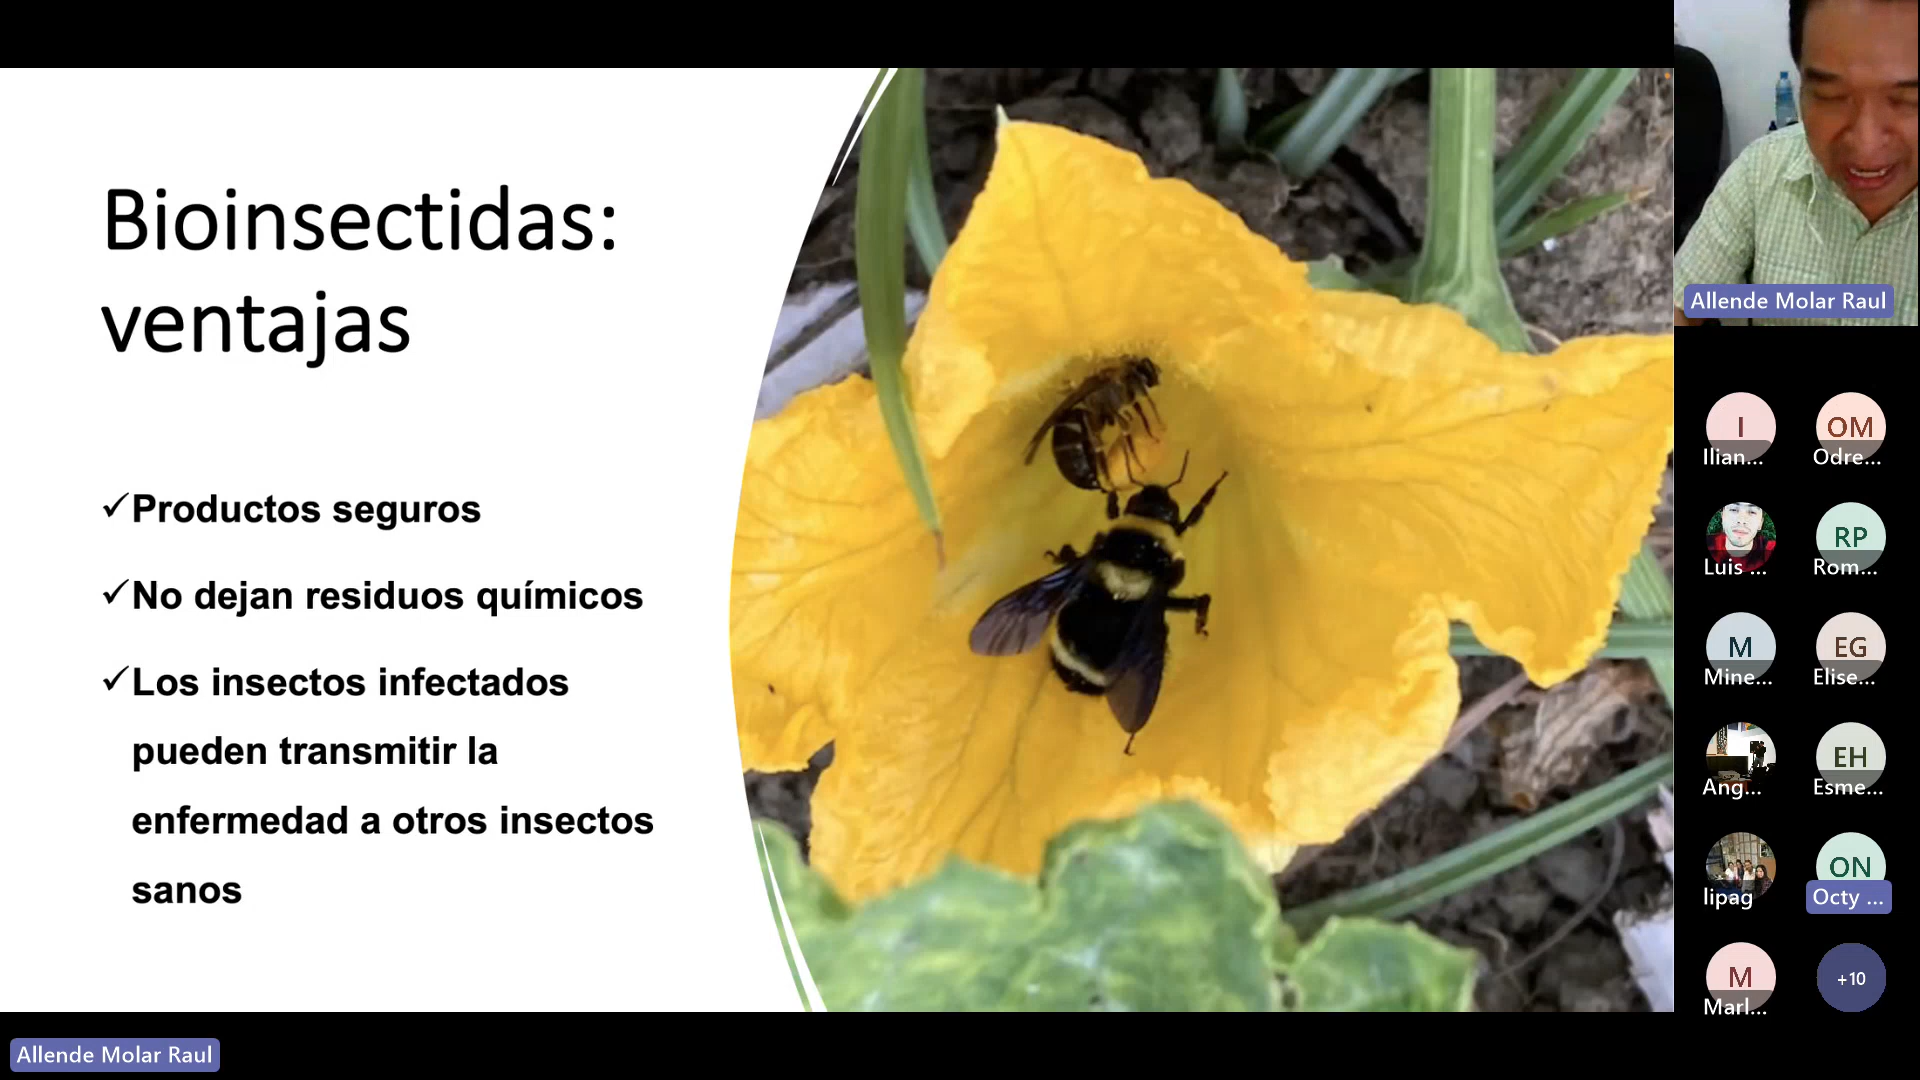 Bioinsectidas:
ventajas
✓Productos seguros
✓No dejan residuos químicos
✓Los insectos infectados
pueden transmitir la
enfermedad a otros insectos
sanos
Allende Molar Raul
I
Ilian...
OM
Odre...
Luis ...
RP
Rom...
M
Mine...
EG
Elise...
Ang...
EH
Esme...
lipag
ON
Octy ...
M
Marl...
+10
Allende Molar Raul